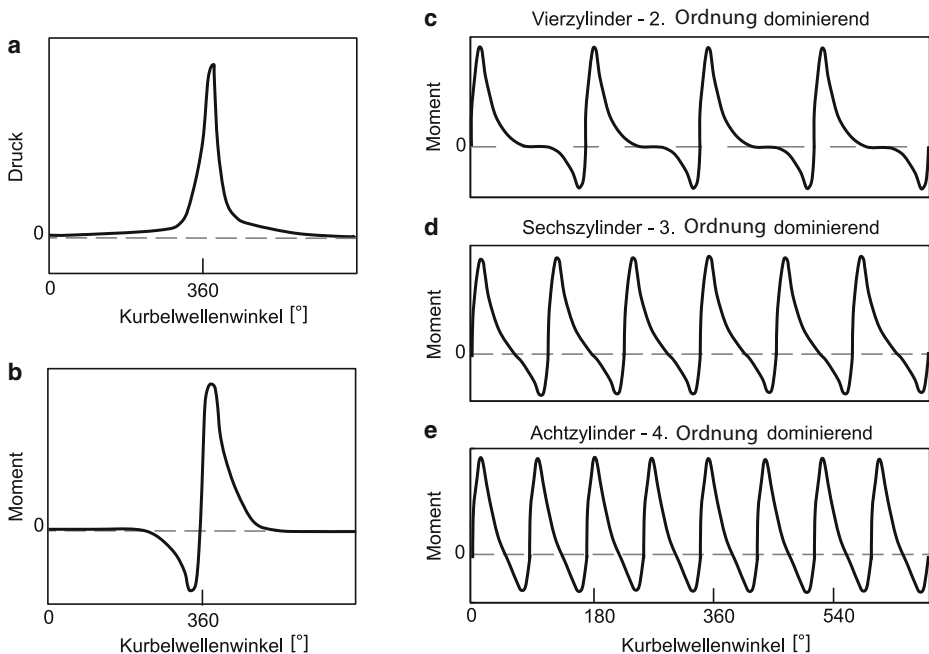 a
Druck
0
0
360
Kurbelwellenwinkel [°]
b
Moment
0
0
360
Kurbelwellenwinkel [°]
c
Vierzylinder - 2. Ordnung dominierend
Moment
0
d
Sechszylinder - 3. Ordnung dominierend
Moment
0
e
Achtzylinder - 4. Ordnung dominierend
Moment
0
0
180
360
540
Kurbelwellenwinkel [°]